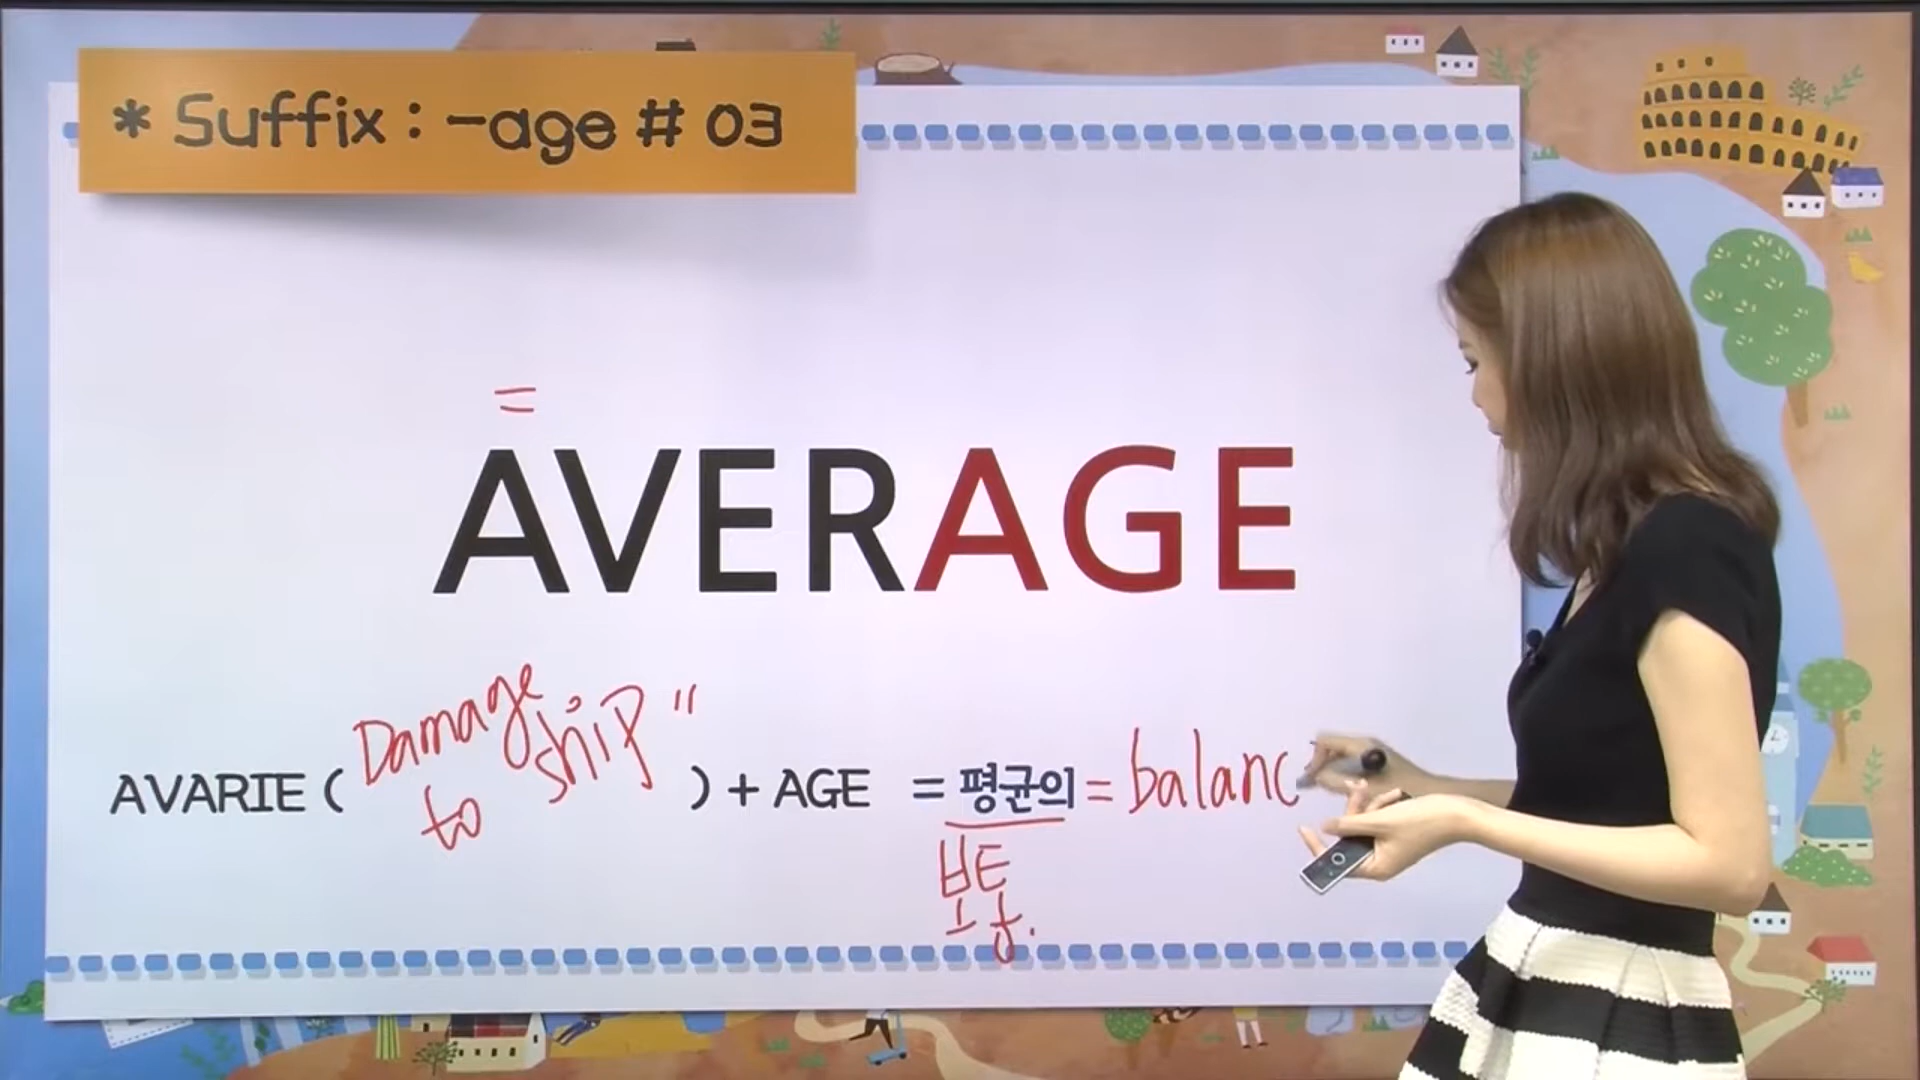 * Suffix : -age # 03
=
AVERAGE
AVARIE ( Damage to ship " ) + AGE = 평균의 = balanc
보통.